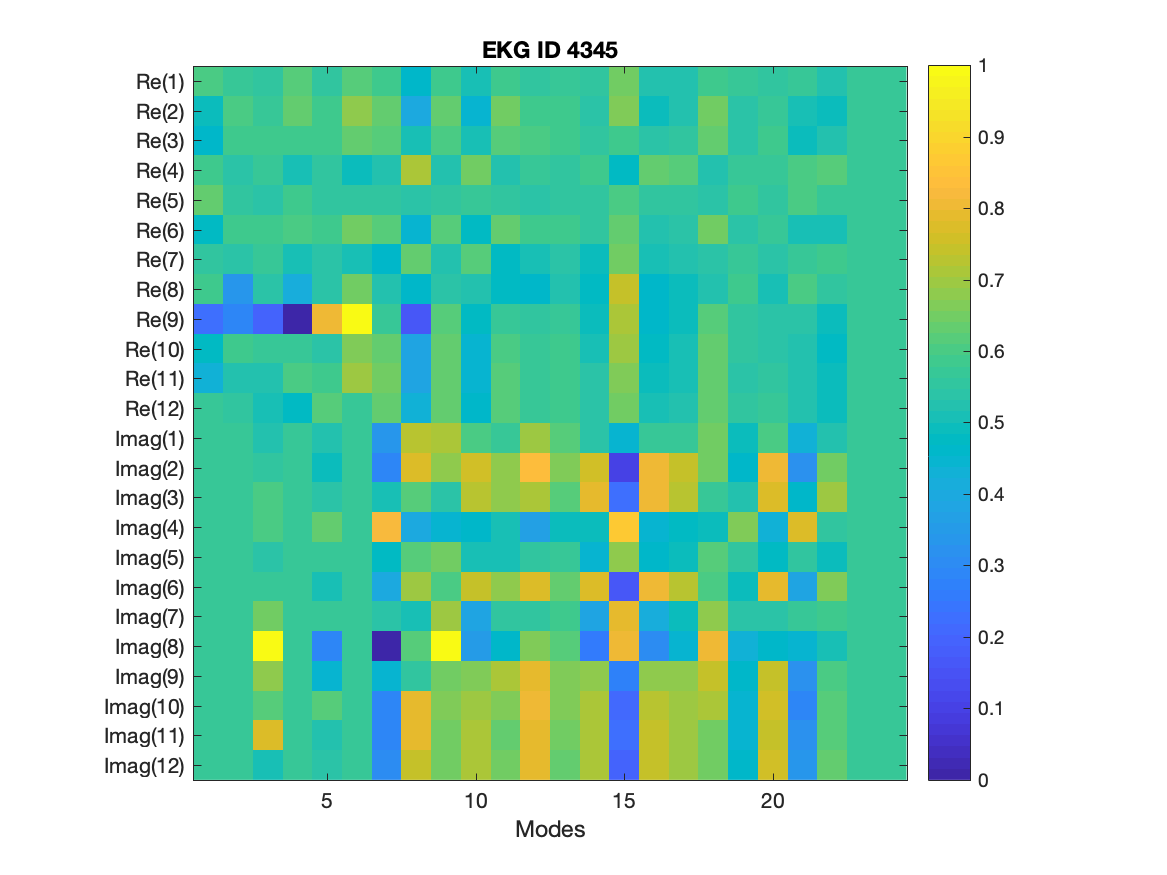 EKG ID 4345
Re(1)
Re(2)
Re(3)
Re(4)
Re(5)
Re(6)
Re(7)
Re(8)
Re(9)
Re(10)
Re(11)
Re(12)
Imag(1)
Imag(2)
Imag(3)
Imag(4)
Imag(5)
Imag(6)
Imag(7)
Imag(8)
Imag(9)
Imag(10)
Imag(11)
Imag(12)
5 10 15 20
Modes
1
0.9
0.8
0.7
0.6
0.5
0.4
0.3
0.2
0.1
0